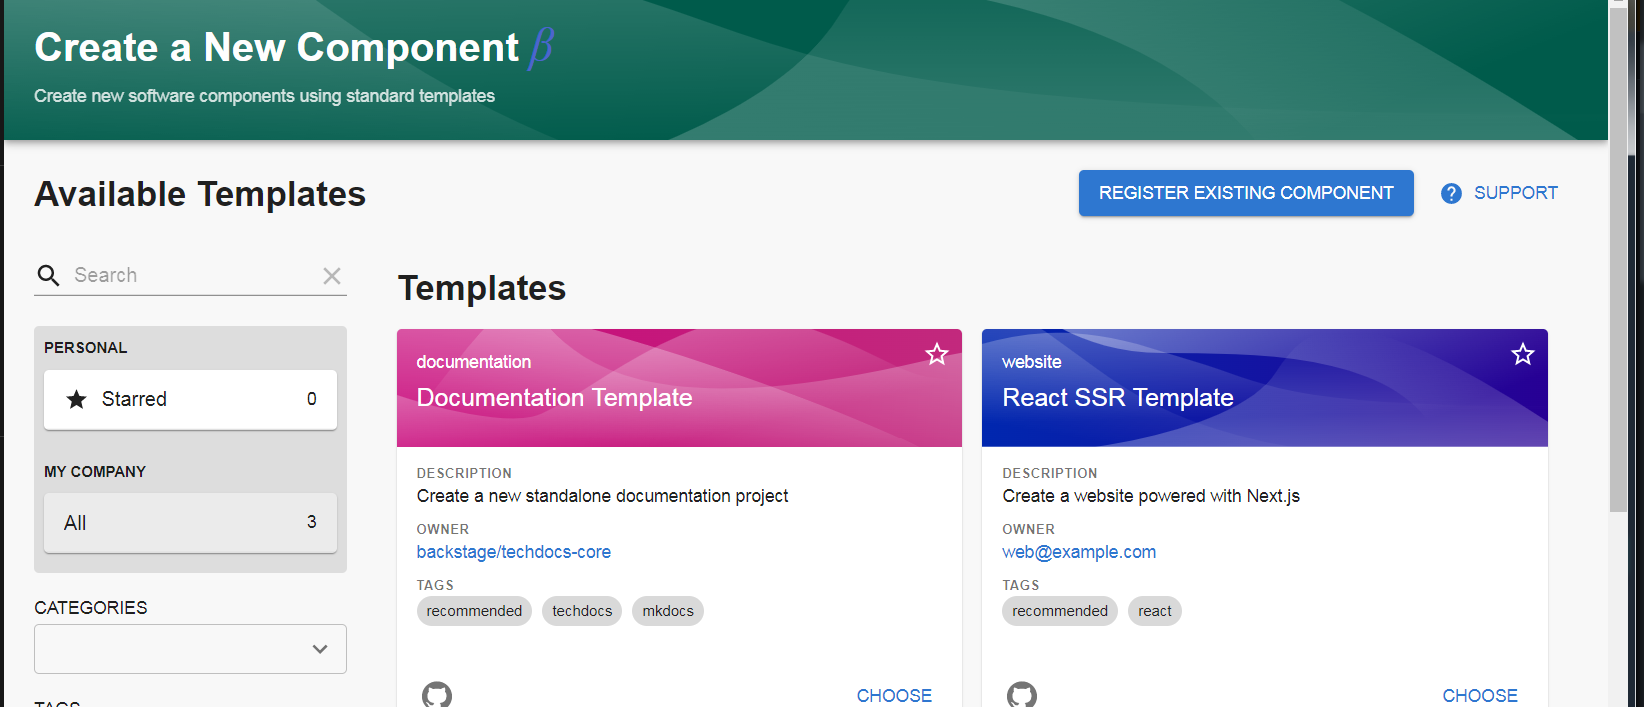 Create a New Component β
Create new software components using standard templates
Available Templates
REGISTER EXISTING COMPONENT
SUPPORT
Search
PERSONAL
Starred 0
MY COMPANY
All 3
CATEGORIES
TAGS
Templates
documentation
Documentation Template
DESCRIPTION
Create a new standalone documentation project
OWNER
backstage/techdocs-core
TAGS
recommended techdocs mkdocs
CHOOSE
website
React SSR Template
DESCRIPTION
Create a website powered with Next.js
OWNER
web@example.com
TAGS
recommended react
CHOOSE